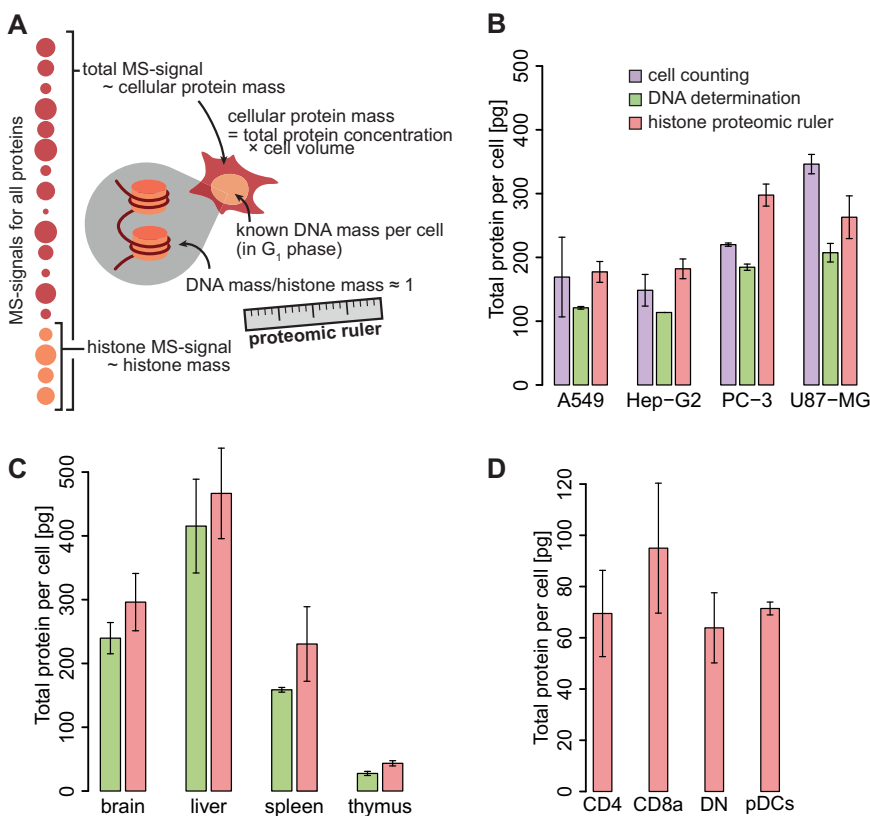 A
MS-signals for all proteins
total MS-signal
~ cellular protein mass
cellular protein mass
= total protein concentration
× cell volume
known DNA mass per cell
(in G1 phase)
DNA mass/histone mass ≈ 1
proteomic ruler
histone MS-signal
~ histone mass
B
Total protein per cell [pg]
500
400
300
200
100
0
cell counting
DNA determination
histone proteomic ruler
A549 Hep−G2 PC−3 U87−MG
C
Total protein per cell [pg]
500
400
300
200
100
0
brain liver spleen thymus
D
Total protein per cell [pg]
120
100
80
60
40
20
0
CD4 CD8a DN pDCs